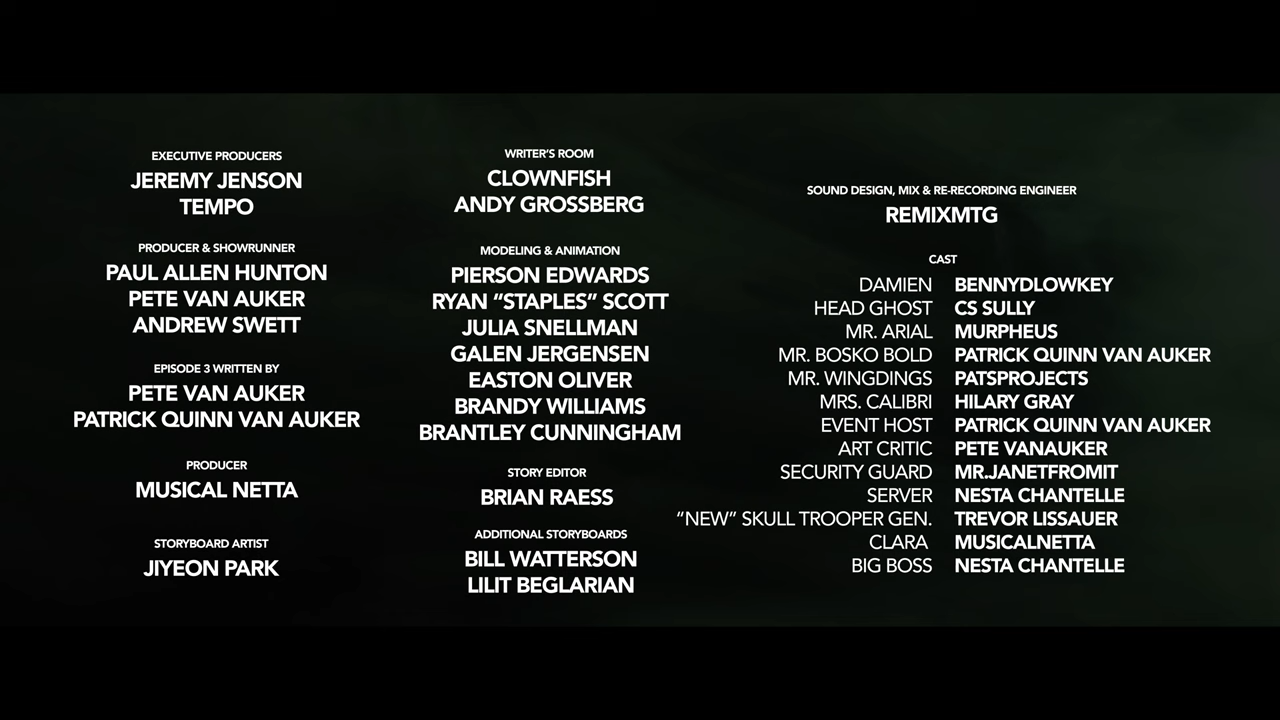 EXECUTIVE PRODUCERS
JEREMY JENSON
TEMPO
PRODUCER & SHOWRUNNER
PAUL ALLEN HUNTON
PETE VAN AUKER
ANDREW SWETT
EPISODE 3 WRITTEN BY
PETE VAN AUKER
PATRICK QUINN VAN AUKER
PRODUCER
MUSICAL NETTA
STORYBOARD ARTIST
JIYEON PARK
WRITER'S ROOM
CLOWNFISH
ANDY GROSSBERG
MODELING & ANIMATION
PIERSON EDWARDS
RYAN “STAPLES” SCOTT
JULIA SNELLMAN
GALEN JERGENSEN
EASTON OLIVER
BRANDY WILLIAMS
BRANTLEY CUNNINGHAM
STORY EDITOR
BRIAN RAESS
ADDITIONAL STORYBOARDS
BILL WATTERSON
LILIT BEGLARIAN
SOUND DESIGN, MIX & RE-RECORDING ENGINEER
REMIXMTG
CAST
DAMIEN BENNYDLOWKEY
HEAD GHOST CS SULLY
MR. ARIAL MURPHEUS
MR. BOSKO BOLD PATRICK QUINN VAN AUKER
MR. WINGDINGS PATSPROJECTS
MRS. CALIBRI HILARY GRAY
EVENT HOST PATRICK QUINN VAN AUKER
ART CRITIC PETE VANAUKER
SECURITY GUARD MR.JANETFROMIT
SERVER NESTA CHANTELLE
“NEW” SKULL TROOPER GEN. TREVOR LISSAUER
CLARA MUSICALNETTA
BIG BOSS NESTA CHANTELLE